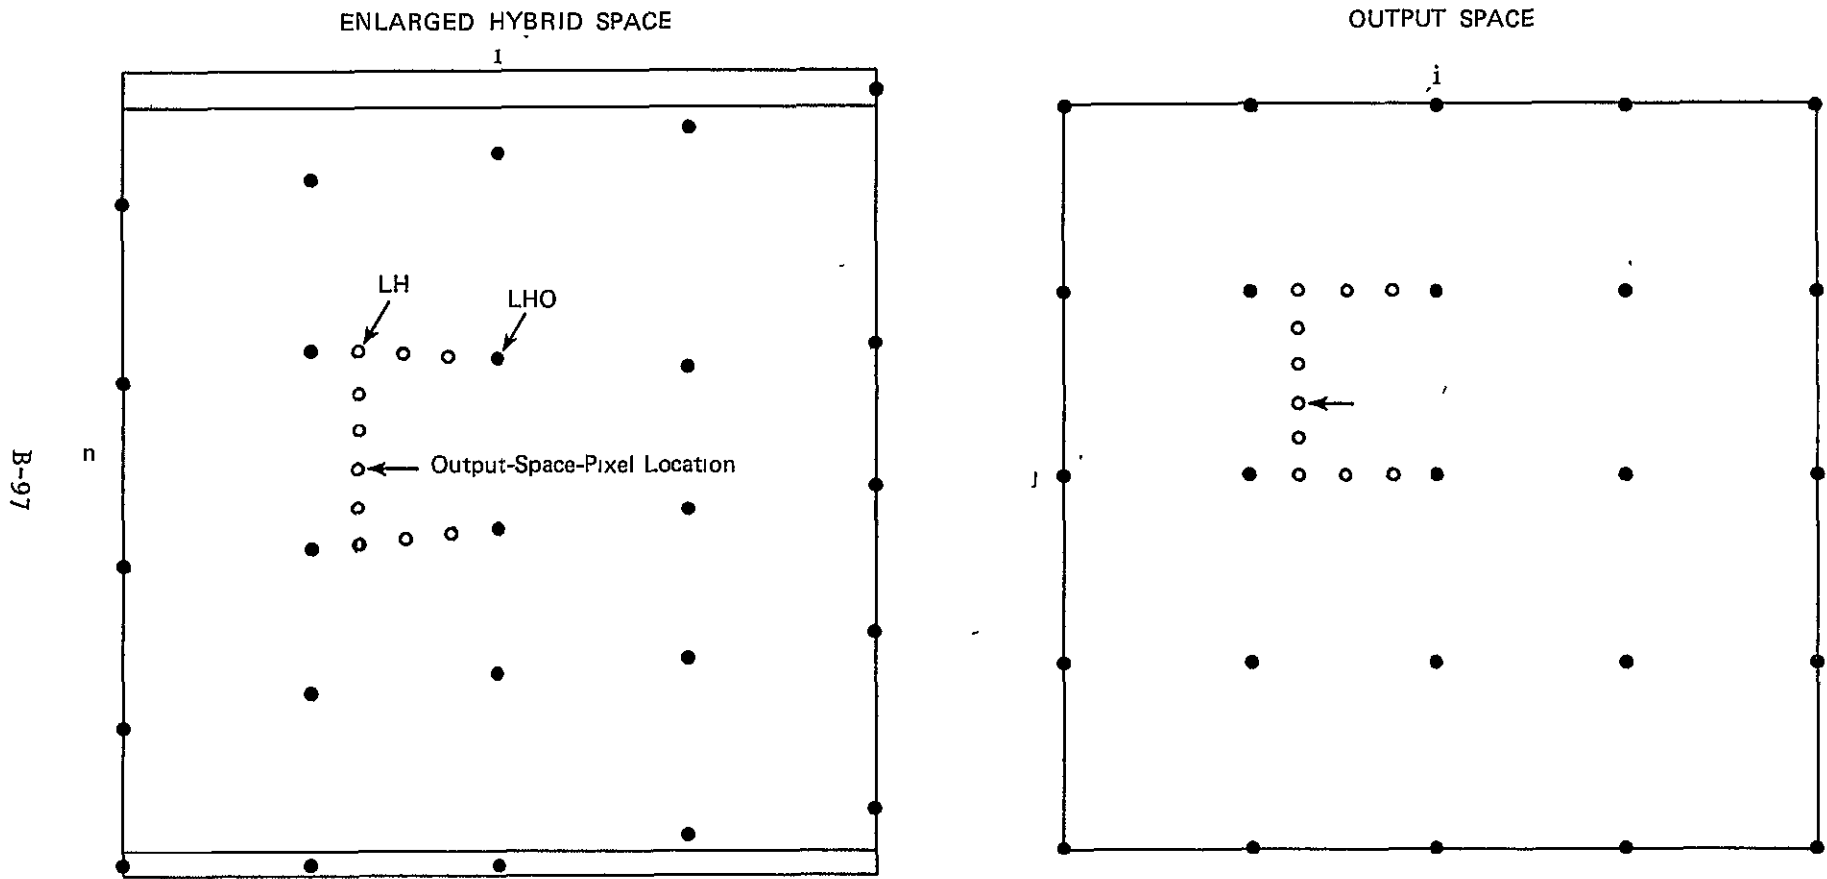 ENLARGED HYBRID SPACE
OUTPUT SPACE
ı
i
LH
LHO
n
Output-Space-Pixel Location
J
B-97